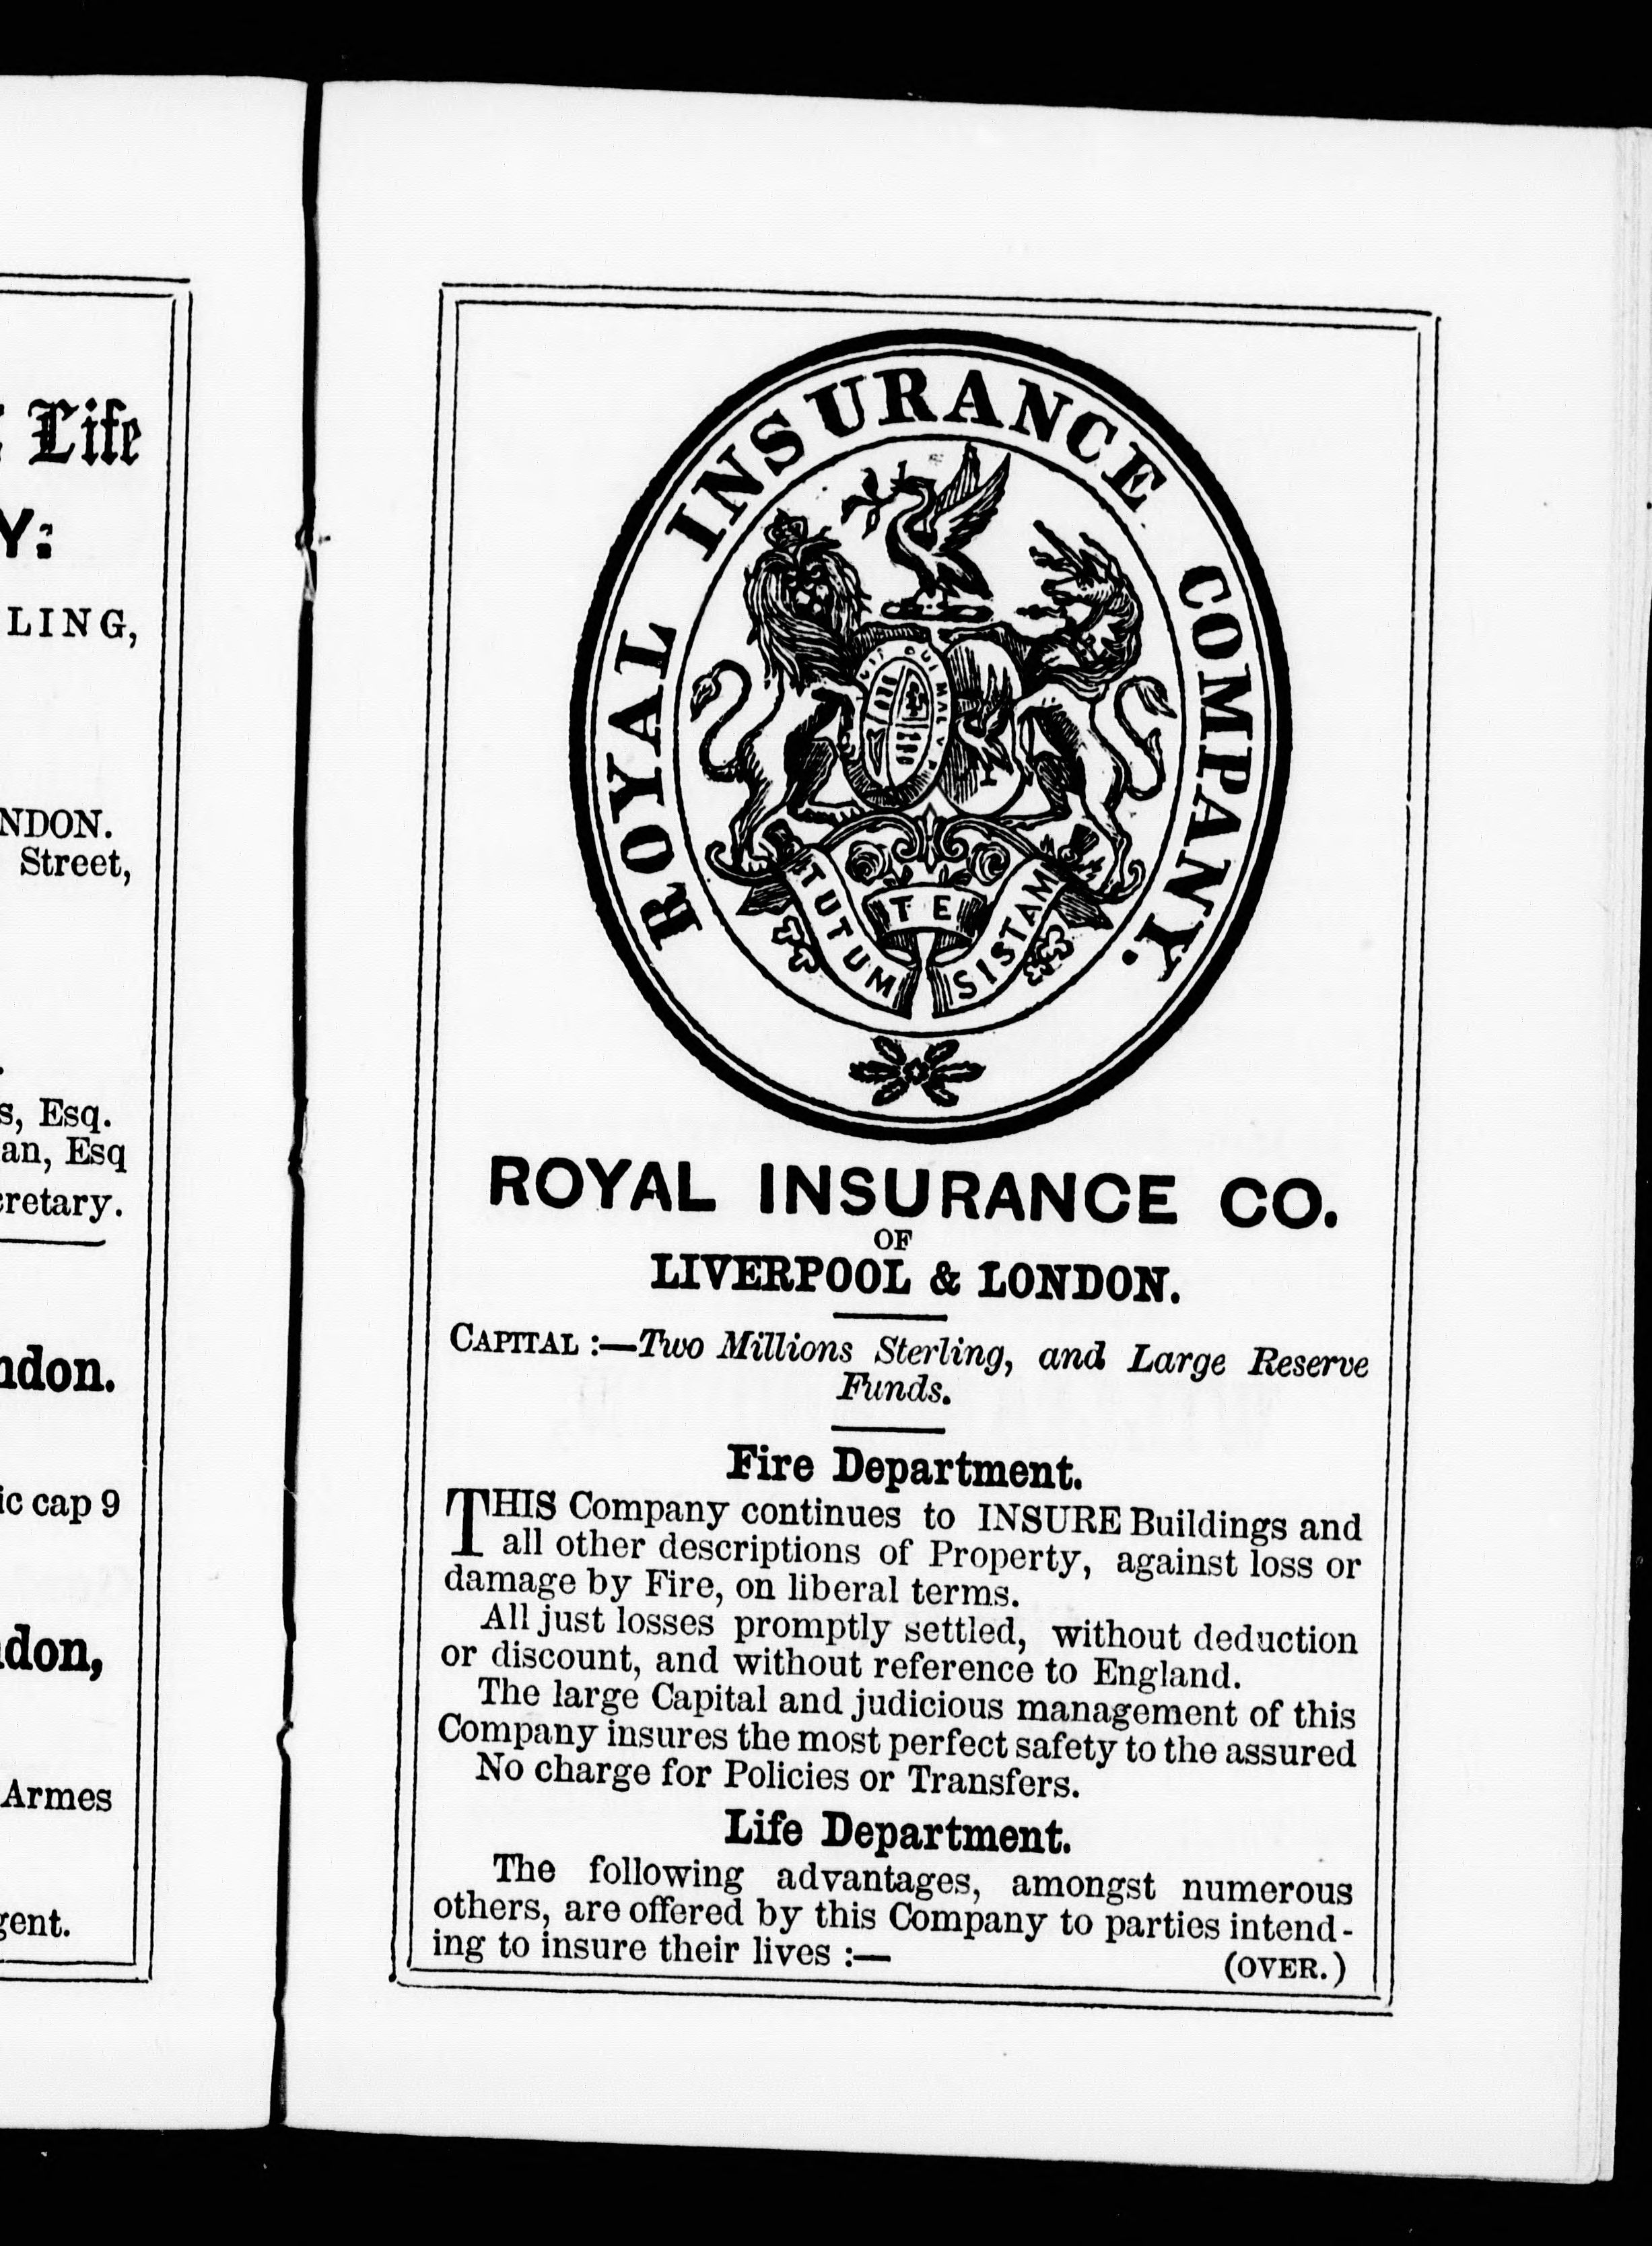 Life
Y:
LING,
NDON.
Street,
s, Esq.
an, Esq
cretary.
ndon.
ic cap 9
don,
Armes
gent.
ROYAL INSURANCE COMPANY.
QUI MAL Y
TUTUM TE SISTAM
ROYAL INSURANCE CO.
OF
LIVERPOOL & LONDON.
CAPITAL :—Two Millions Sterling, and Large Reserve
Funds.
Fire Department.
THIS Company continues to INSURE Buildings and
all other descriptions of Property, against loss or
damage by Fire, on liberal terms.
All just losses promptly settled, without deduction
or discount, and without reference to England.
The large Capital and judicious management of this
Company insures the most perfect safety to the assured
No charge for Policies or Transfers.
Life Department.
The following advantages, amongst numerous
others, are offered by this Company to parties intend-
ing to insure their lives :—
(OVER.)